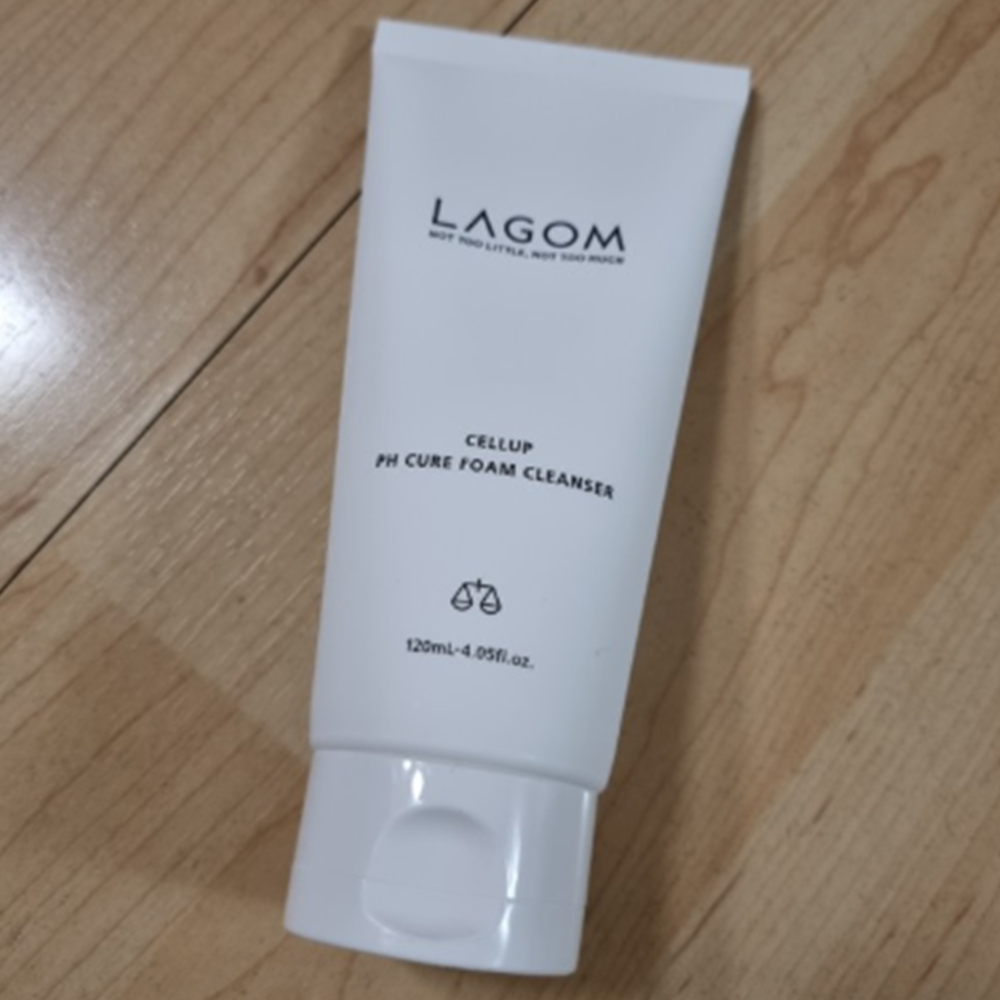 LAGOM
NOT TOO LITTLE, NOT TOO MUCH
CELLUP
PH CURE FOAM CLEANSER
120mL·4.05fl.oz.